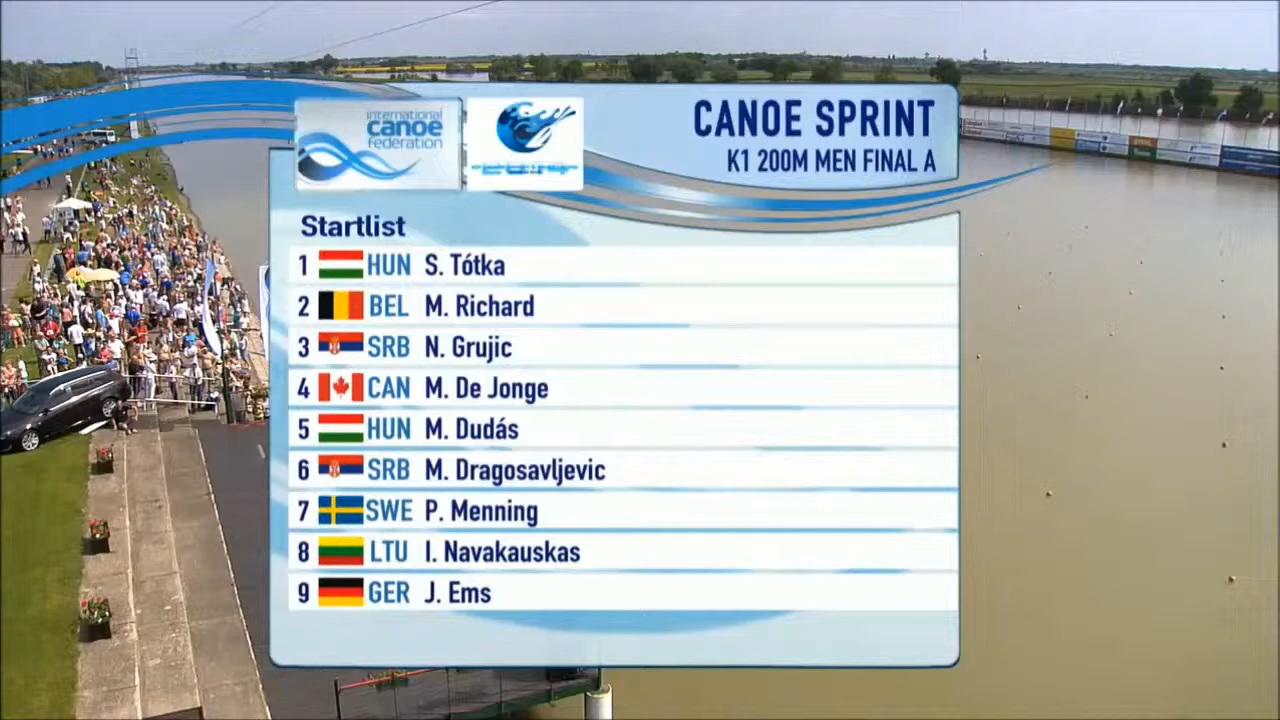 international
canoe
federation
2014
CANOE SPRINT
K1 200M MEN FINAL A
Startlist
1 HUN S. Tótka
2 BEL M. Richard
3 SRB N. Grujic
4 CAN M. De Jonge
5 HUN M. Dudás
6 SRB M. Dragosavljevic
7 SWE P. Menning
8 LTU I. Navakauskas
9 GER J. Ems